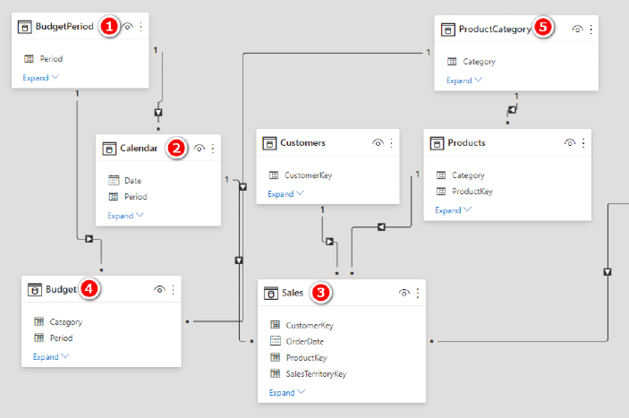 BudgetPeriod 1
Period
Expand
1
1
ProductCategory 5
Category
Expand
1
1
Calendar 2
Date
Period
Expand
1
Customers
CustomerKey
Expand
1
Products
Category
ProductKey
Expand
1
Budget 4
Category
Period
Expand
Sales 3
CustomerKey
OrderDate
ProductKey
SalesTerritoryKey
Expand